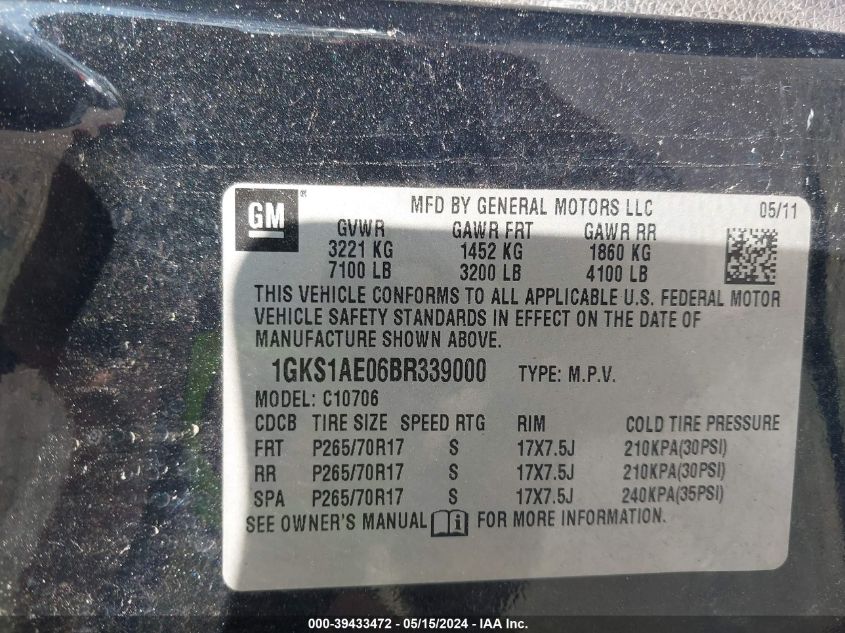 GM ®
MFD BY GENERAL MOTORS LLC 05/11
GVWR GAWR FRT GAWR RR
3221 KG 1452 KG 1860 KG
7100 LB 3200 LB 4100 LB
THIS VEHICLE CONFORMS TO ALL APPLICABLE U.S. FEDERAL MOTOR
VEHICLE SAFETY STANDARDS IN EFFECT ON THE DATE OF
MANUFACTURE SHOWN ABOVE.
1GKS1AE06BR339000 TYPE: M.P.V.
MODEL: C10706
CDCB TIRE SIZE SPEED RTG RIM COLD TIRE PRESSURE
FRT P265/70R17 S 17X7.5J 210KPA(30PSI)
RR P265/70R17 S 17X7.5J 210KPA(30PSI)
SPA P265/70R17 S 17X7.5J 240KPA(35PSI)
SEE OWNER'S MANUAL i FOR MORE INFORMATION.
000-39433472 - 05/15/2024 - IAA Inc.